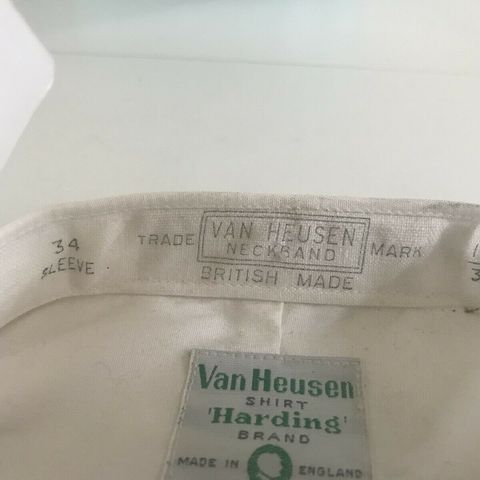 34
SLEEVE
TRADE VAN HEUSEN MARK
NECKBAND
BRITISH MADE
Van Heusen
SHIRT
'Harding'
BRAND
MADE IN ENGLAND